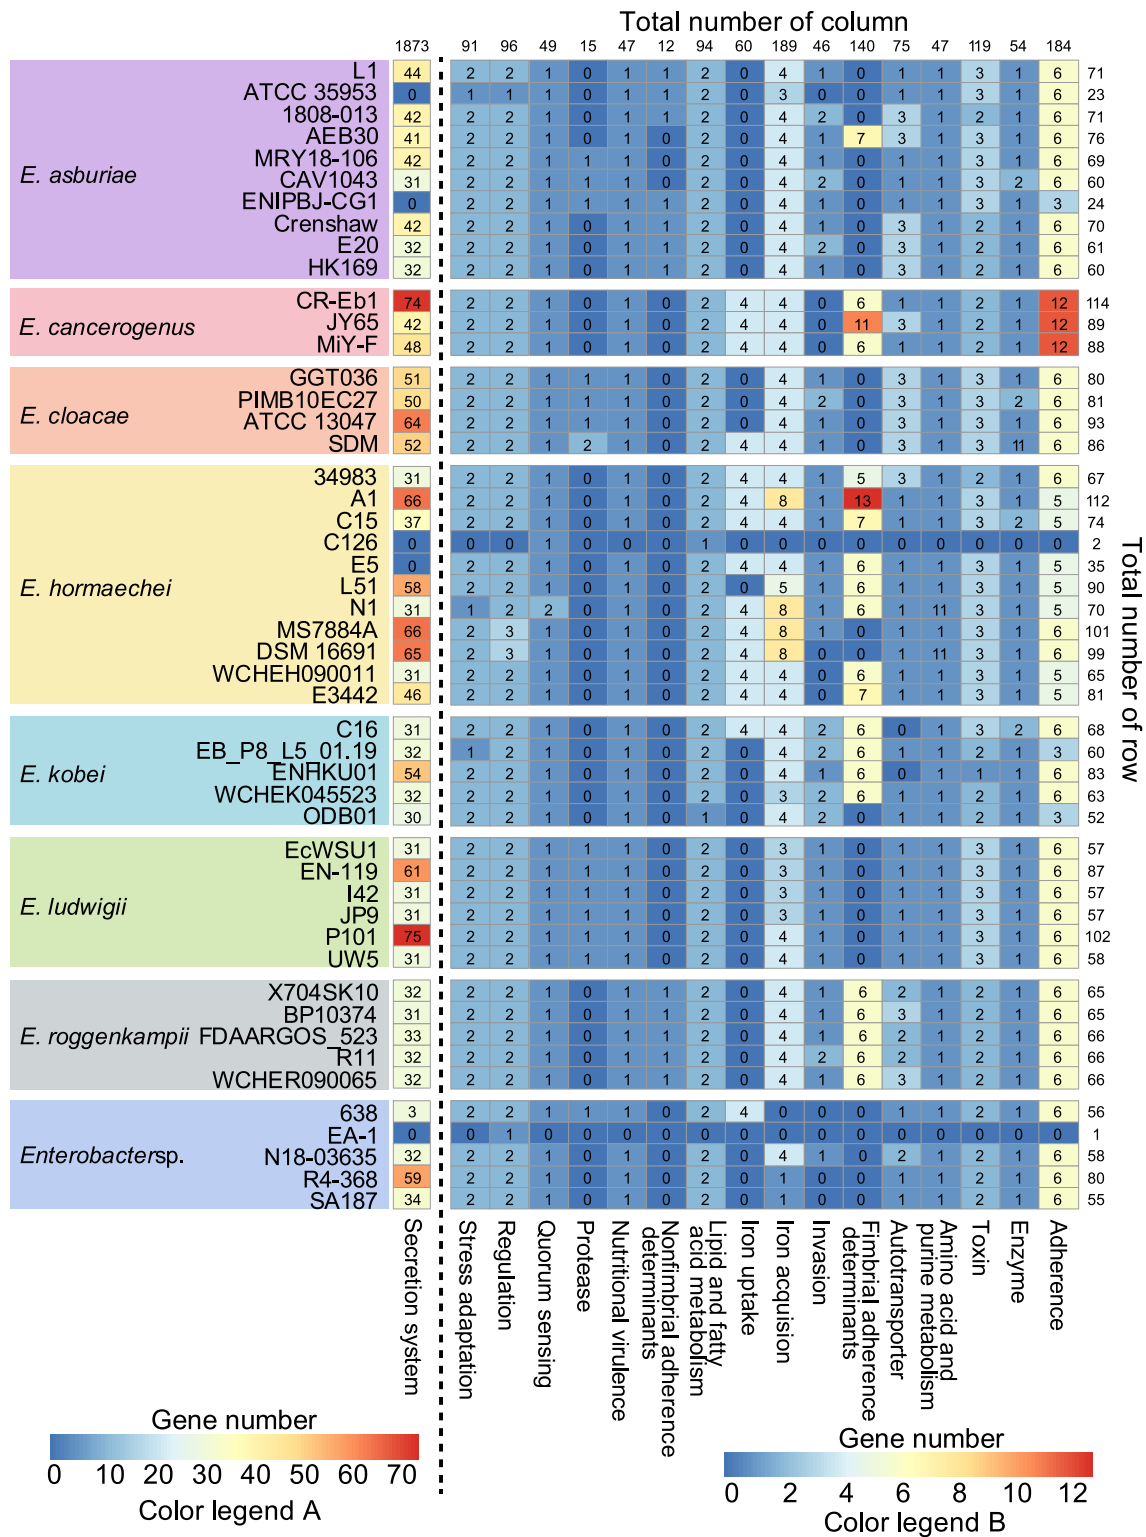 Total number of column
1873 91 96 49 15 47 12 94 60 189 46 140 75 47 119 54 184
E. asburiae
L1 44 2 2 1 0 1 1 2 0 4 1 0 1 1 3 1 6 71
ATCC 35953 0 1 1 1 0 1 1 2 0 3 0 0 1 1 3 1 6 23
1808-013 42 2 2 1 0 1 1 2 0 4 2 0 3 1 2 1 6 71
AEB30 41 2 2 1 0 1 0 2 0 4 1 7 3 1 3 1 6 76
MRY18-106 42 2 2 1 1 1 0 2 0 4 1 0 1 1 3 1 6 69
CAV1043 31 2 2 1 1 1 0 2 0 4 2 0 1 1 3 2 6 60
ENIPBJ-CG1 0 2 2 1 1 1 1 2 0 4 1 0 1 1 3 1 3 24
Crenshaw 42 2 2 1 0 1 1 2 0 4 1 0 3 1 2 1 6 70
E20 32 2 2 1 0 1 1 2 0 4 2 0 3 1 2 1 6 61
HK169 32 2 2 1 0 1 1 2 0 4 1 0 3 1 2 1 6 60
E. cancerogenus
CR-Eb1 74 2 2 1 0 1 0 2 4 4 0 6 1 1 2 1 12 114
JY65 42 2 2 1 0 1 0 2 4 4 0 11 3 1 2 1 12 89
MiY-F 48 2 2 1 0 1 0 2 4 4 0 6 1 1 2 1 12 88
E. cloacae
GGT036 51 2 2 1 1 1 0 2 0 4 1 0 3 1 3 1 6 80
PIMB10EC27 50 2 2 1 1 1 0 2 0 4 2 0 3 1 3 2 6 81
ATCC 13047 64 2 2 1 1 1 0 2 0 4 1 0 3 1 3 1 6 93
SDM 52 2 2 1 2 1 0 2 4 4 1 0 3 1 3 11 6 86
E. hormaechei
34983 31 2 2 1 0 1 0 2 4 4 1 5 3 1 2 1 6 67
A1 66 2 2 1 0 1 0 2 4 8 1 13 1 1 3 1 5 112
C15 37 2 2 1 0 1 0 2 4 4 1 7 1 1 3 2 5 74
C126 0 0 0 1 0 0 0 1 0 0 0 0 0 0 0 0 0 2
E5 0 2 2 1 0 1 0 2 4 4 1 6 1 1 3 1 5 35
L51 58 2 2 1 0 1 0 2 0 5 1 6 1 1 3 1 5 90
N1 31 1 2 2 0 1 0 2 4 8 1 6 1 11 3 1 5 70
MS7884A 66 2 3 1 0 1 0 2 4 8 1 0 1 1 3 1 6 101
DSM 16691 65 2 3 1 0 1 0 2 4 8 0 0 1 11 3 1 6 99
WCHEH090011 31 2 2 1 0 1 0 2 4 4 0 6 1 1 3 1 5 65
E3442 46 2 2 1 0 1 0 2 4 4 0 7 1 1 3 1 5 81
E. kobei
C16 31 2 2 1 0 1 0 2 4 4 2 6 0 1 3 2 6 68
EB_P8_L5_01.19 32 1 2 1 0 1 0 2 0 4 2 6 1 1 2 1 3 60
ENHKU01 54 2 2 1 0 1 0 2 0 4 1 6 0 1 1 1 6 83
WCHEK045523 32 2 2 1 0 1 0 2 0 3 2 6 1 1 2 1 6 63
ODB01 30 2 2 1 0 1 0 1 0 4 2 0 1 1 2 1 3 52
E. ludwigii
EcWSU1 31 2 2 1 1 1 0 2 0 3 1 0 1 1 3 1 6 57
EN-119 61 2 2 1 1 1 0 2 0 3 1 0 1 1 3 1 6 87
I42 31 2 2 1 1 1 0 2 0 3 1 0 1 1 3 1 6 57
JP9 31 2 2 1 1 1 0 2 0 3 1 0 1 1 3 1 6 57
P101 75 2 2 1 1 1 0 2 0 4 1 0 1 1 3 1 6 102
UW5 31 2 2 1 1 1 0 2 0 4 1 0 1 1 3 1 6 58
E. roggenkampii
X704SK10 32 2 2 1 0 1 1 2 0 4 1 6 2 1 2 1 6 65
BP10374 31 2 2 1 0 1 1 2 0 4 1 6 3 1 2 1 6 65
FDAARGOS_523 33 2 2 1 0 1 1 2 0 4 1 6 2 1 2 1 6 66
R11 32 2 2 1 0 1 1 2 0 4 2 6 2 1 2 1 6 66
WCHER090065 32 2 2 1 0 1 1 2 0 4 1 6 3 1 2 1 6 66
Enterobactersp.
638 3 2 2 1 1 1 0 2 4 0 0 0 1 1 2 1 6 56
EA-1 0 0 1 0 0 0 0 0 0 0 0 0 0 0 0 0 0 1
N18-03635 32 2 2 1 0 1 0 2 0 4 1 0 2 1 2 1 6 58
R4-368 59 2 2 1 0 1 0 2 0 1 0 0 1 1 2 1 6 80
SA187 34 2 2 1 0 1 0 2 0 1 0 0 1 1 2 1 6 55
Total number of row
Secretion system
Stress adaptation
Regulation
Quorum sensing
Protease
Nutritional virulence
Nonfimbrial adherence
determinants
Lipid and fatty
acid metabolism
Iron uptake
Iron acquision
Invasion
Fimbrial adherence
determinants
Autotransporter
Amino acid and
purine metabolism
Toxin
Enzyme
Adherence
Gene number
0 10 20 30 40 50 60 70
Color legend A
Gene number
0 2 4 6 8 10 12
Color legend B